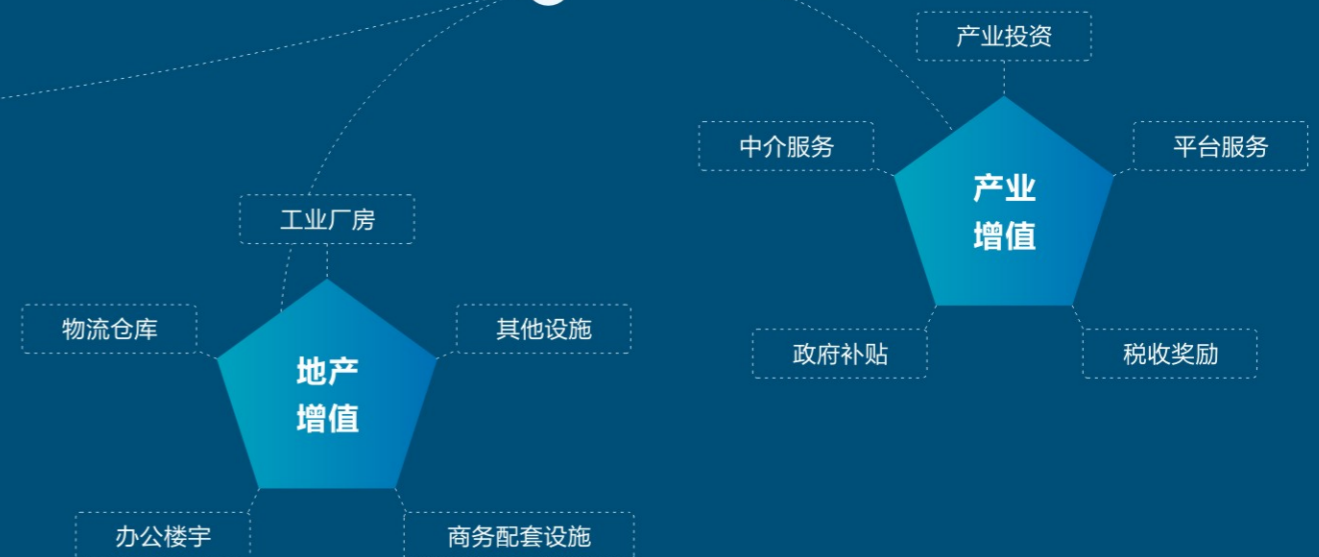 产业投资
中介服务
平台服务
产业
增值
政府补贴
税收奖励
工业厂房
物流仓库
其他设施
地产
增值
办公楼宇
商务配套设施